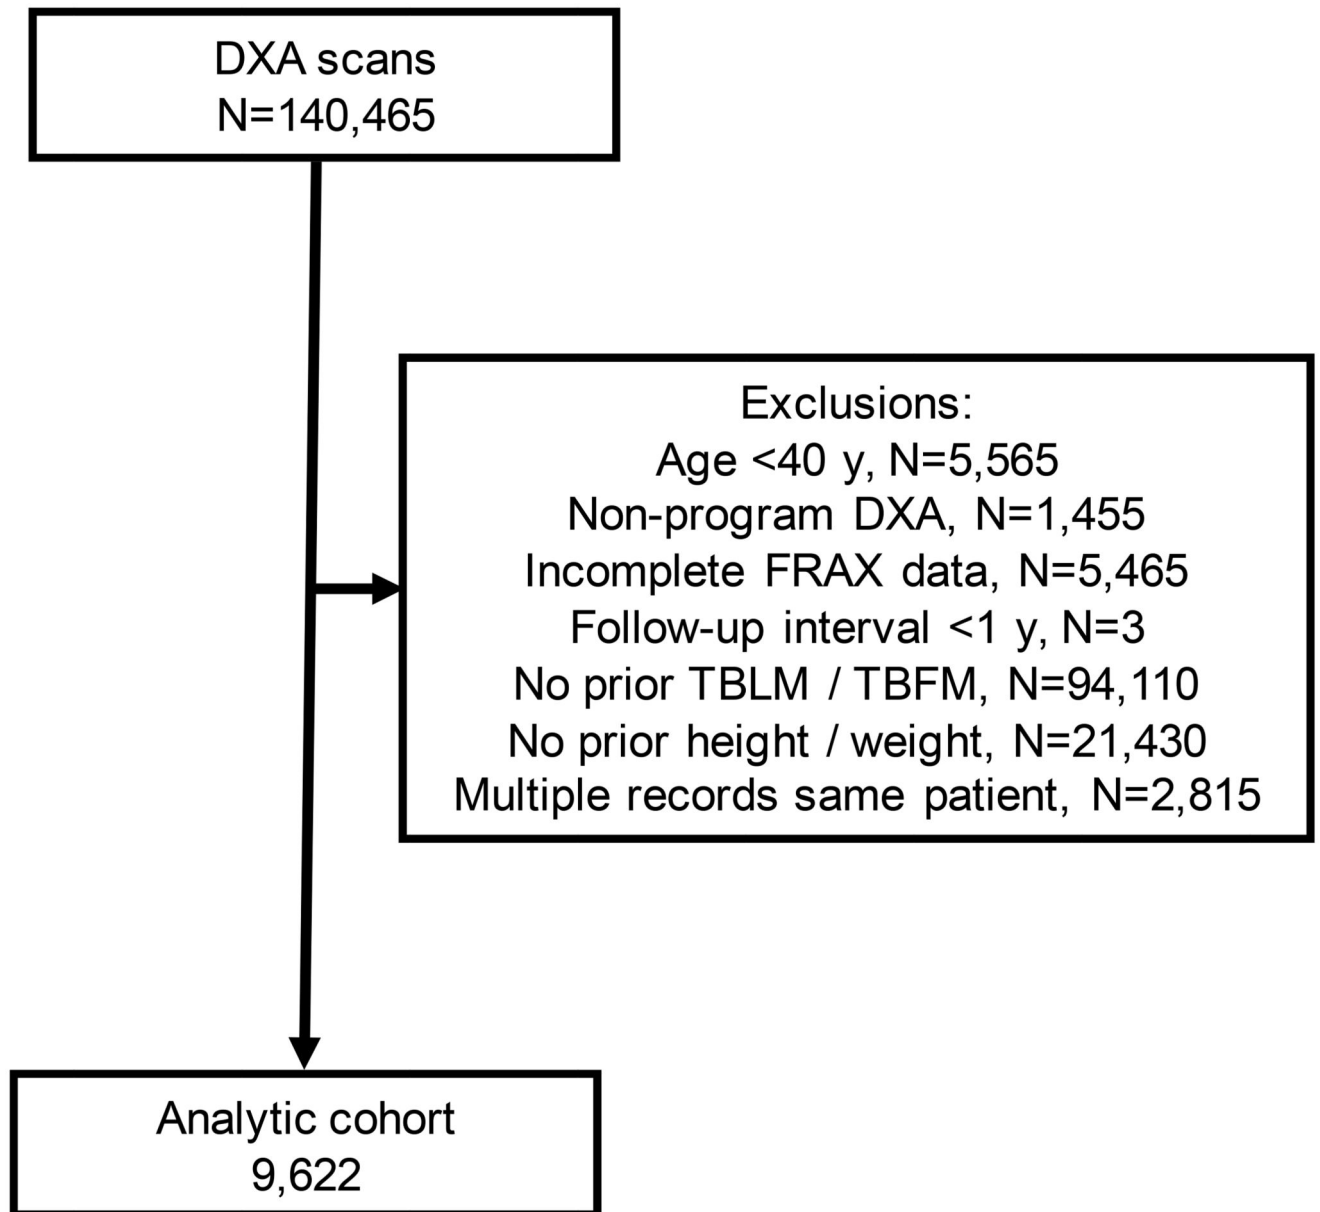 DXA scans
N=140,465
Exclusions:
Age <40 y, N=5,565
Non-program DXA, N=1,455
Incomplete FRAX data, N=5,465
Follow-up interval <1 y, N=3
No prior TBLM / TBFM, N=94,110
No prior height / weight, N=21,430
Multiple records same patient, N=2,815
Analytic cohort
9,622